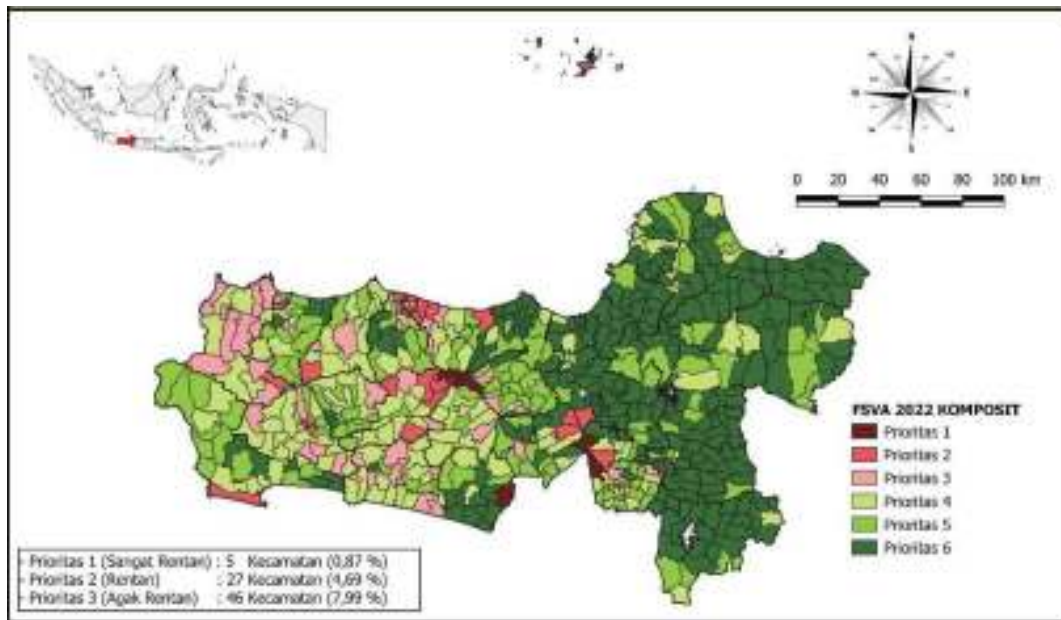 N
W
E
S
0 20 40 60 80 100 km
FSVA 2022 KOMPOSIT
Prioritas 1
Prioritas 2
Prioritas 3
Prioritas 4
Prioritas 5
Prioritas 6
- Prioritas 1 (Sangat Rentan) : 5 Kecamatan (0,87 %)
- Prioritas 2 (Rentan) : 27 Kecamatan (4,69 %)
- Prioritas 3 (Agak Rentan) : 46 Kecamatan (7,99 %)